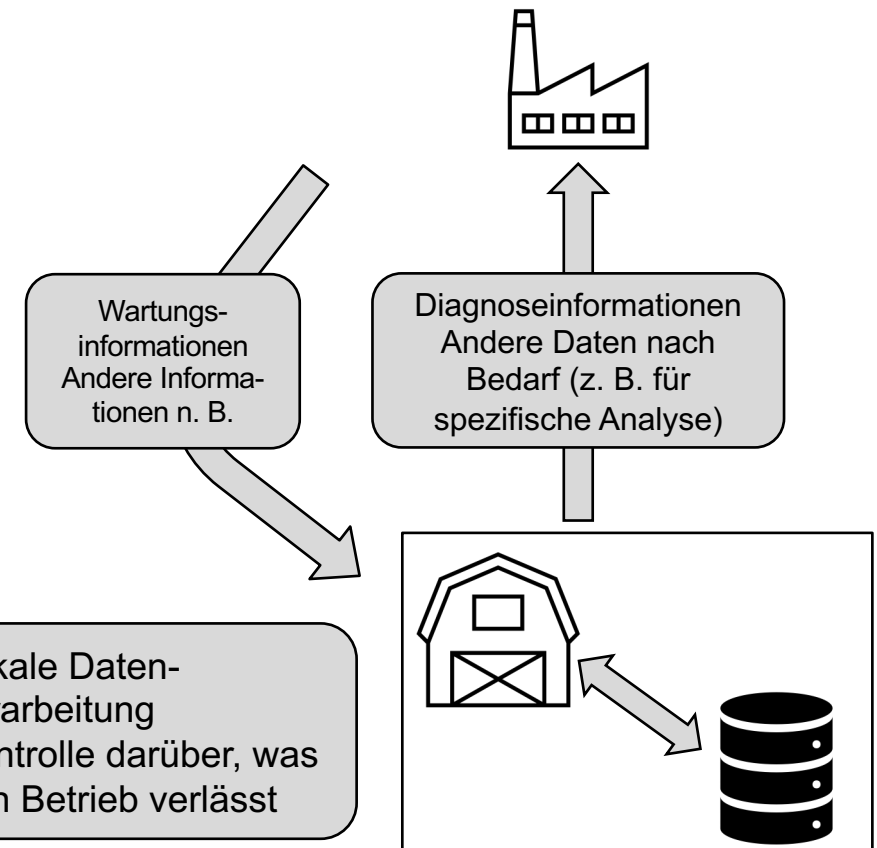 Wartungs-
informationen
Andere Informa-
tionen n. B.
Diagnoseinformationen
Andere Daten nach
Bedarf (z. B. für
spezifische Analyse)
kale Daten-
arbeitung
ntrolle darüber, was
n Betrieb verlässt